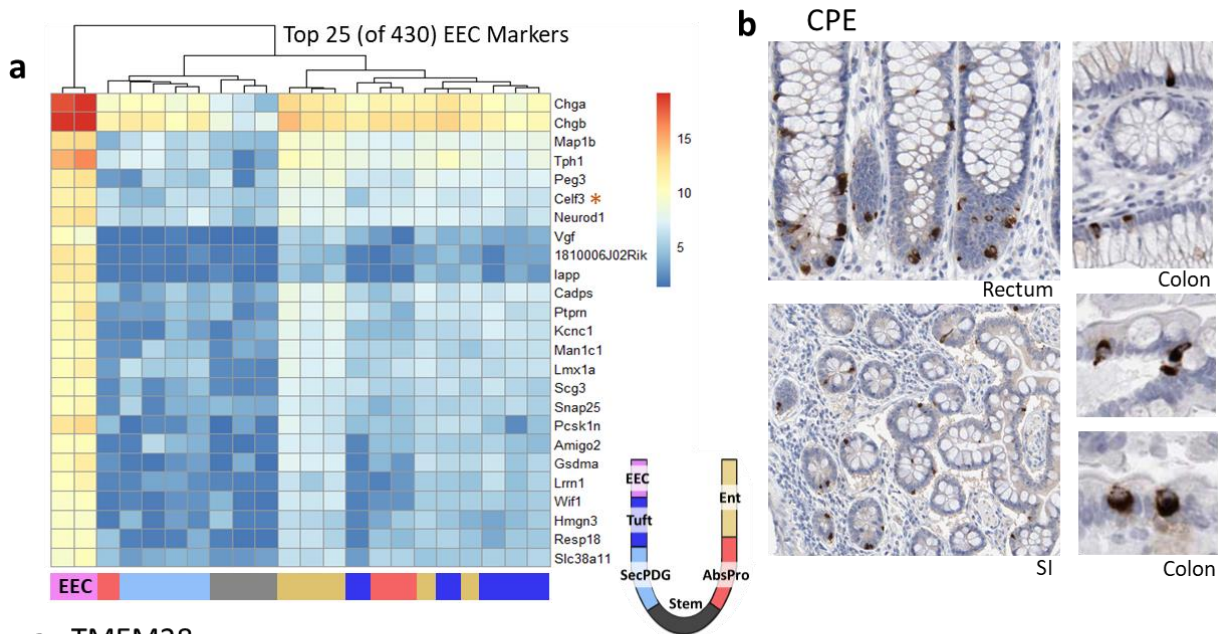 a
Top 25 (of 430) EEC Markers
Chga
Chgb
Map1b
Tph1
Peg3
Celf3 *
Neurod1
Vgf
1810006J02Rik
Iapp
Cadps
Ptprn
Kcnc1
Man1c1
Lmx1a
Scg3
Snap25
Pcsk1n
Amigo2
Gsdma
Lrrn1
Wif1
Hmgn3
Resp18
Slc38a11
15
10
5
EEC
EEC
Tuft
SecPDG
Stem
AbsPro
Ent
b
CPE
Rectum
Colon
SI
Colon